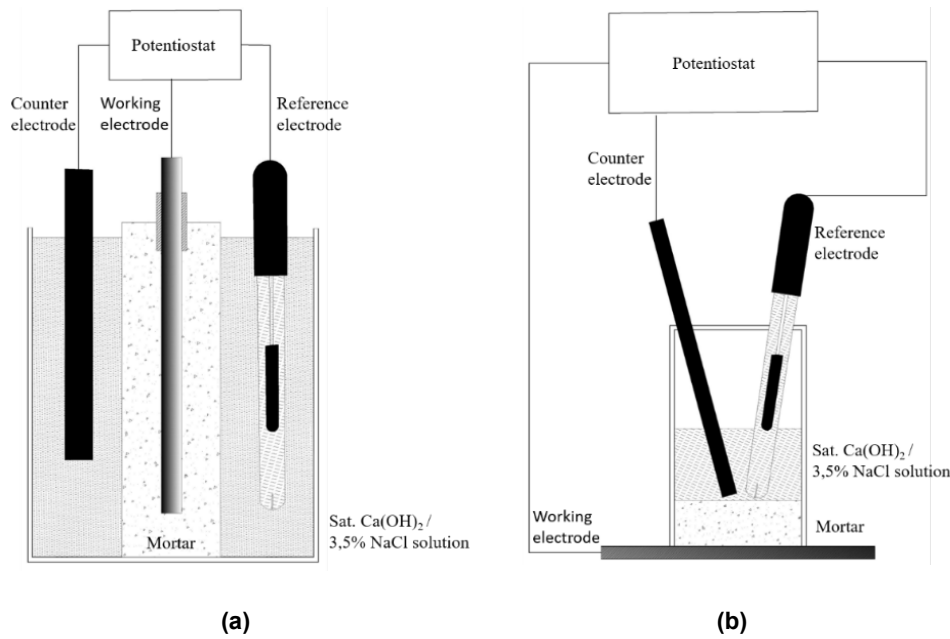 Potentiostat
Counter
electrode
Working
electrode
Reference
electrode
Mortar
Sat. Ca(OH)₂ /
3,5% NaCl solution
(a)
Potentiostat
Counter
electrode
Reference
electrode
Sat. Ca(OH)₂ /
3,5% NaCl solution
Working
electrode
Mortar
(b)